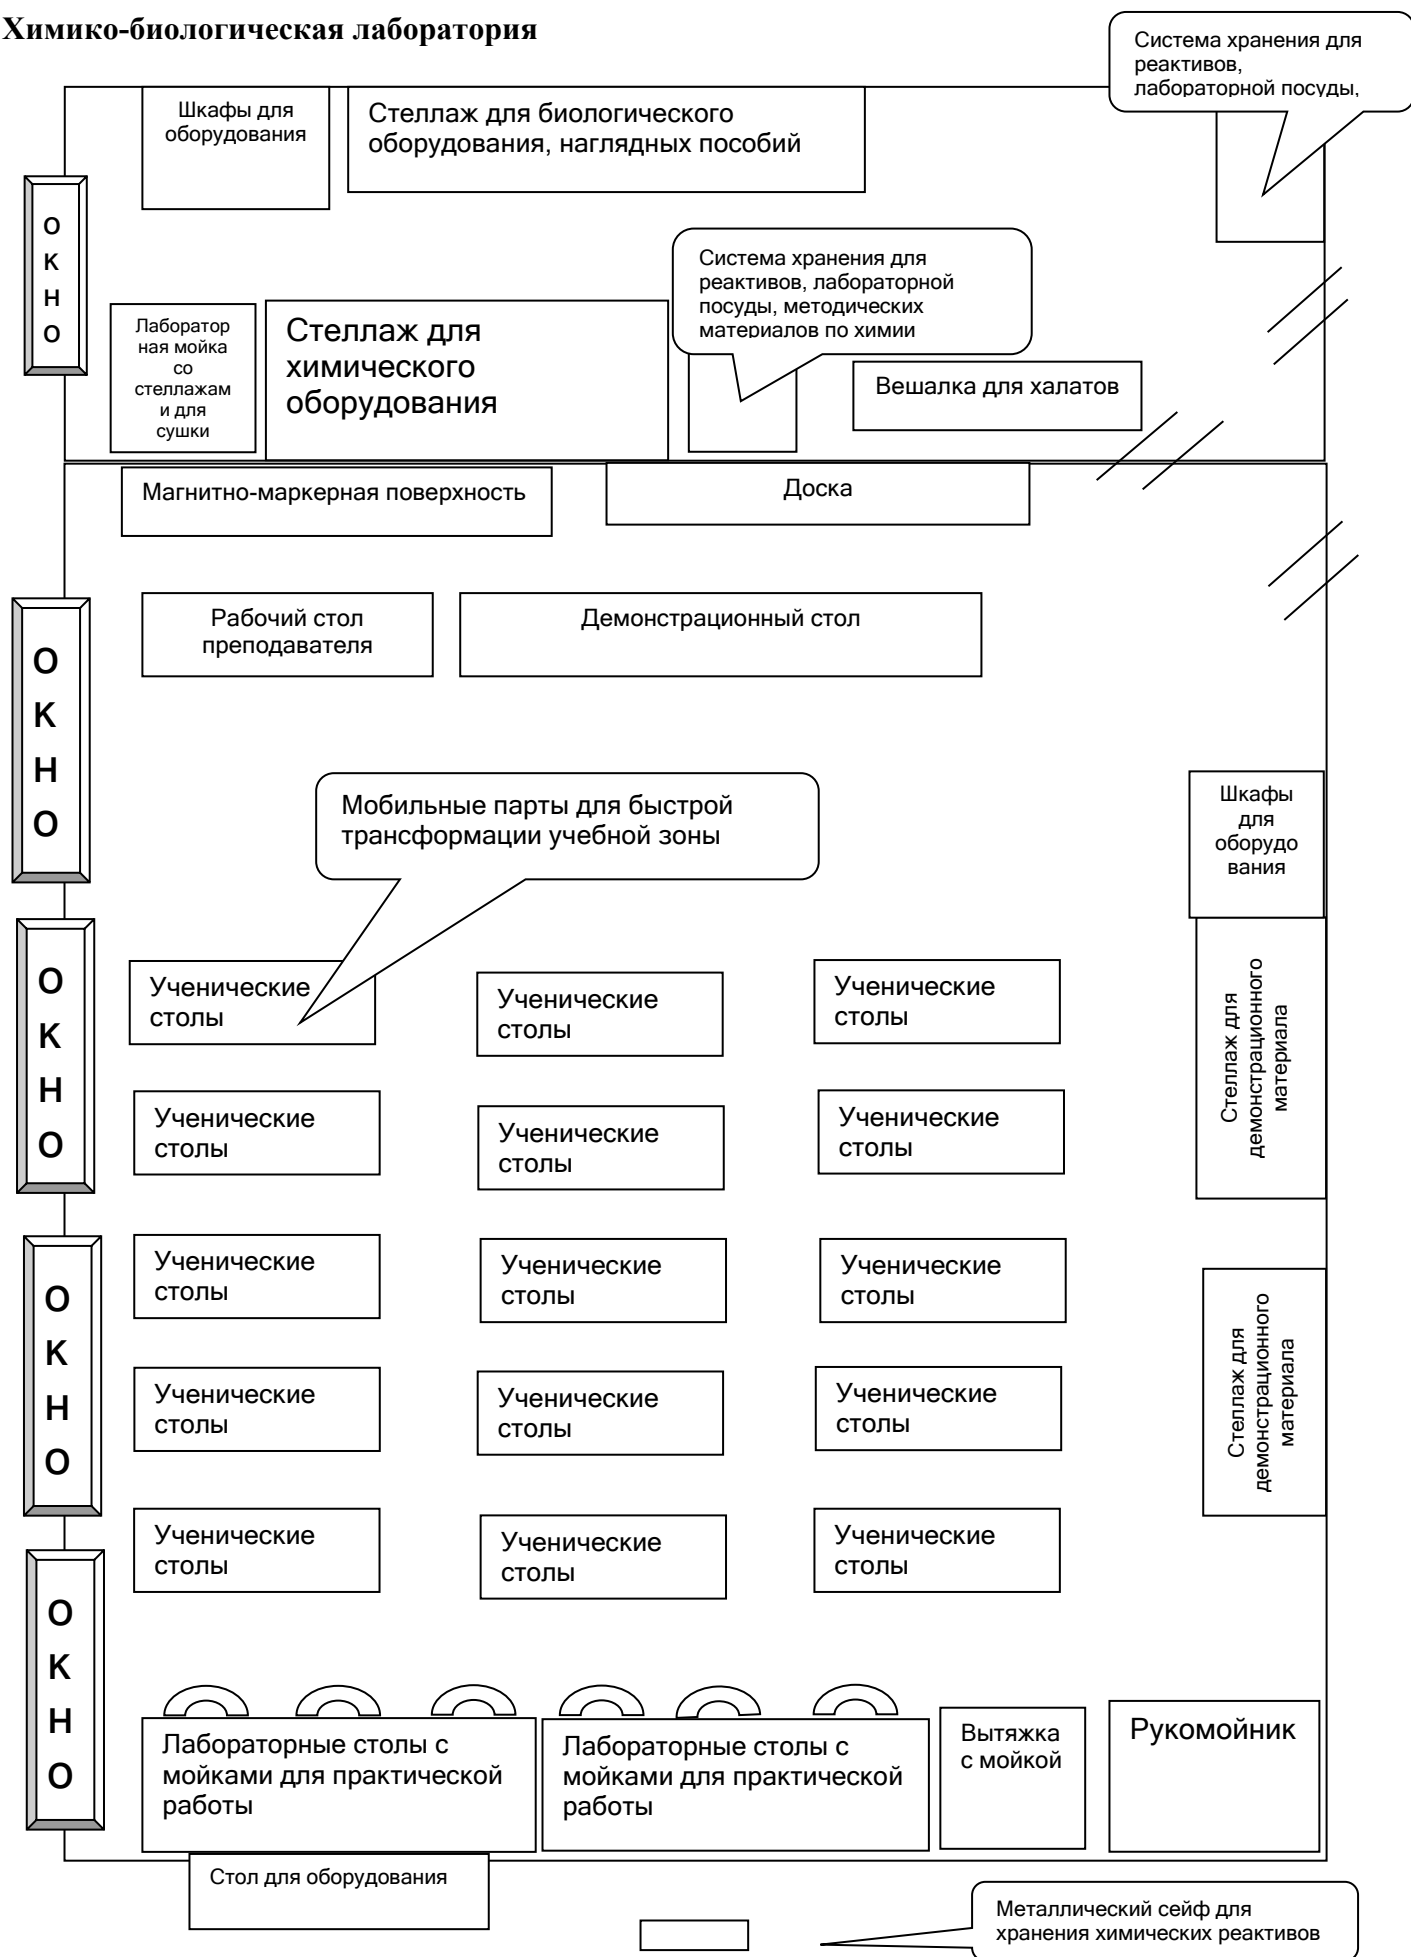 Химико-биологическая лаборатория
Система хранения для
реактивов,
лабораторной посуды,
Шкафы для
оборудования
Стеллаж для биологического
оборудования, наглядных пособий
О
К
Н
О
Система хранения для
реактивов, лабораторной
посуды, методических
материалов по химии
Лаборатор
ная мойка
со
стеллажам
и для
сушки
Стеллаж для
химического
оборудования
Вешалка для халатов
Магнитно-маркерная поверхность
Доска
Рабочий стол
преподавателя
Демонстрационный стол
О
К
Н
О
Мобильные парты для быстрой
трансформации учебной зоны
Шкафы
для
оборудо
вания
О
К
Н
О
Ученические
столы
Ученические
столы
Ученические
столы
Стеллаж для
демонстрационного
материала
Ученические
столы
Ученические
столы
Ученические
столы
О
К
Н
О
Ученические
столы
Ученические
столы
Ученические
столы
Стеллаж для
демонстрационного
материала
Ученические
столы
Ученические
столы
Ученические
столы
Ученические
столы
Ученические
столы
Ученические
столы
О
К
Н
О
Лабораторные столы с
мойками для практической
работы
Лабораторные столы с
мойками для практической
работы
Вытяжка
с мойкой
Рукомойник
Стол для оборудования
Металлический сейф для
хранения химических реактивов